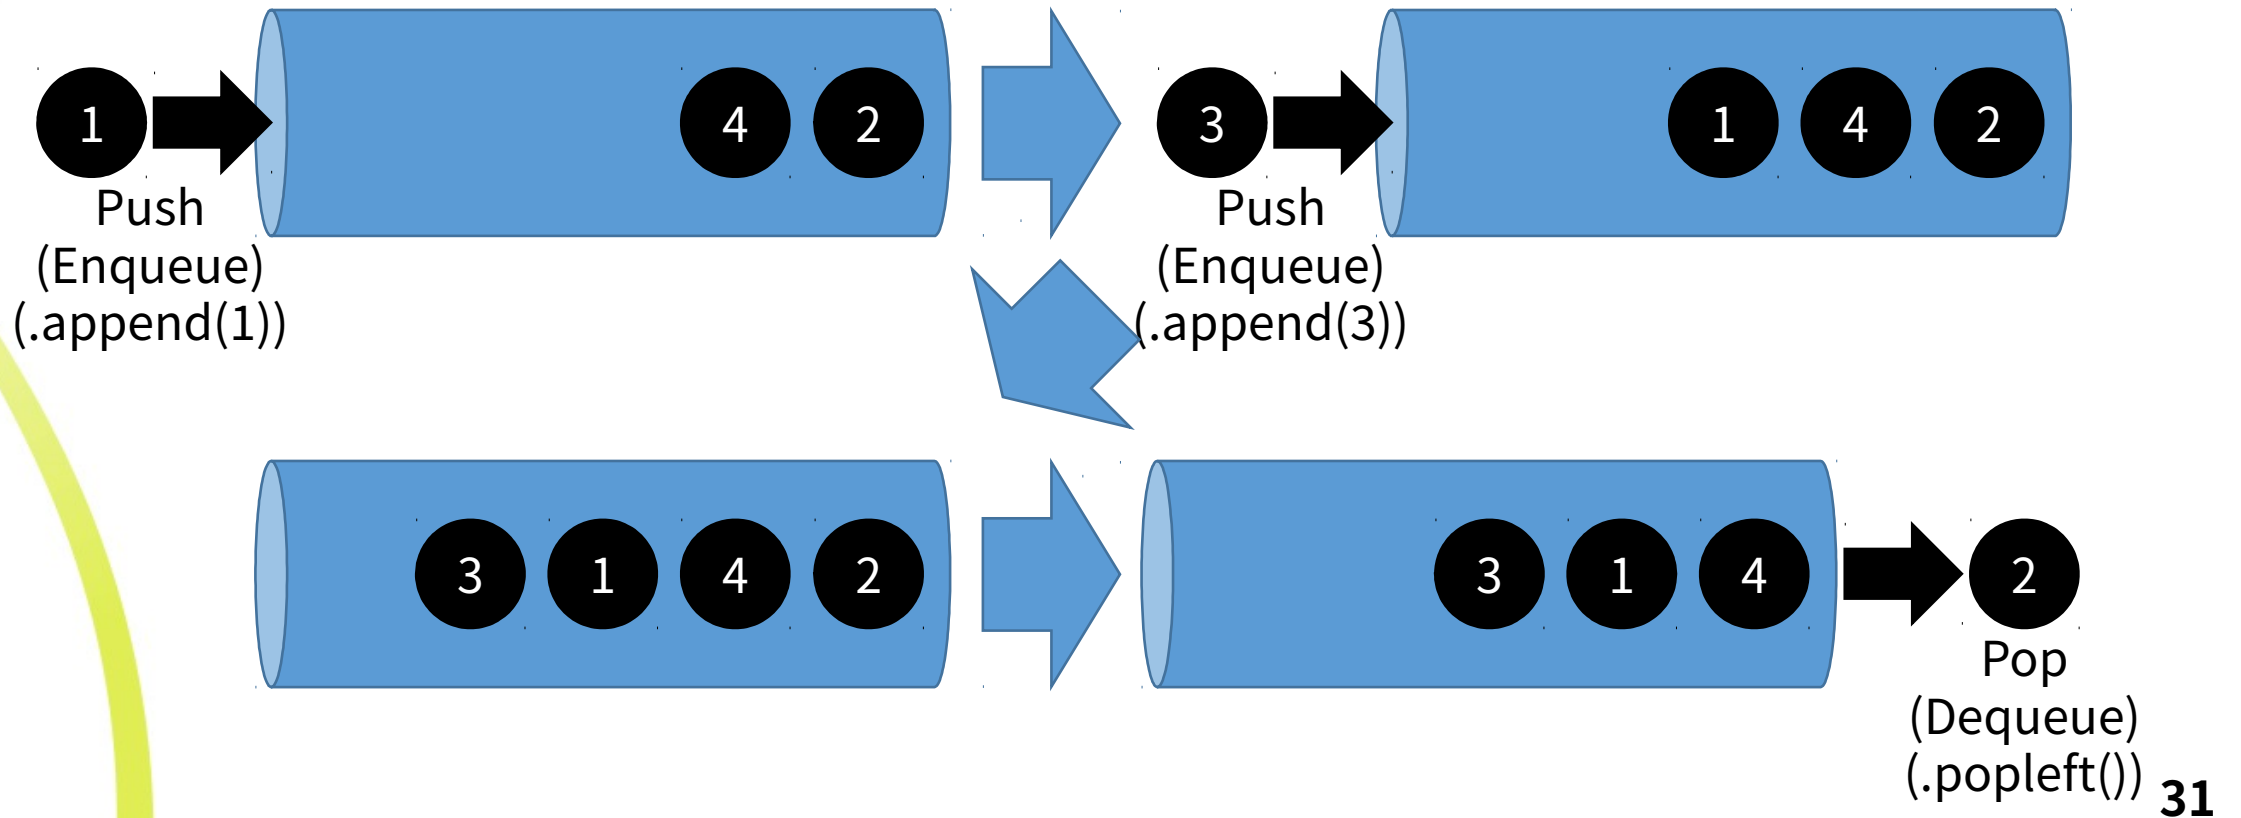 1 4 2
Push
(Enqueue)
(.append(1))
3 1 4 2
Push
(Enqueue)
(.append(3))
3 1 4 2
3 1 4 2
Pop
(Dequeue)
(.popleft())
31